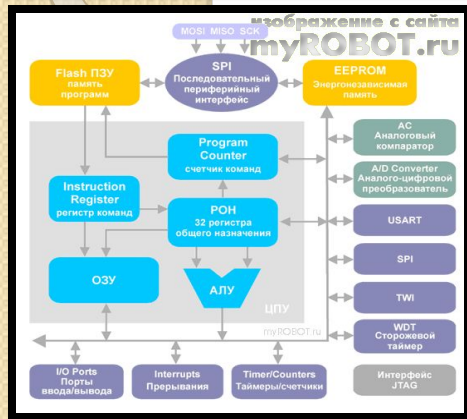 изображение с сайта
myROBOT.ru
MOSI MISO SCK
Flash ПЗУ
память
программ
SPI
Последовательный
периферийный
интерфейс
EEPROM
Энергонезависимая
память
AC
Аналоговый
компаратор
Program
Counter
счетчик команд
A/D Converter
Аналого-цифровой
преобразователь
Instruction
Register
регистр команд
РОН
32 регистра
общего назначения
USART
SPI
ОЗУ
АЛУ
TWI
ЦПУ
myROBOT.ru
WDT
Сторожевой
таймер
I/O Ports
Порты
ввода/вывода
Interrupts
Прерывания
Timer/Counters
Таймеры/счетчики
Интерфейс
JTAG